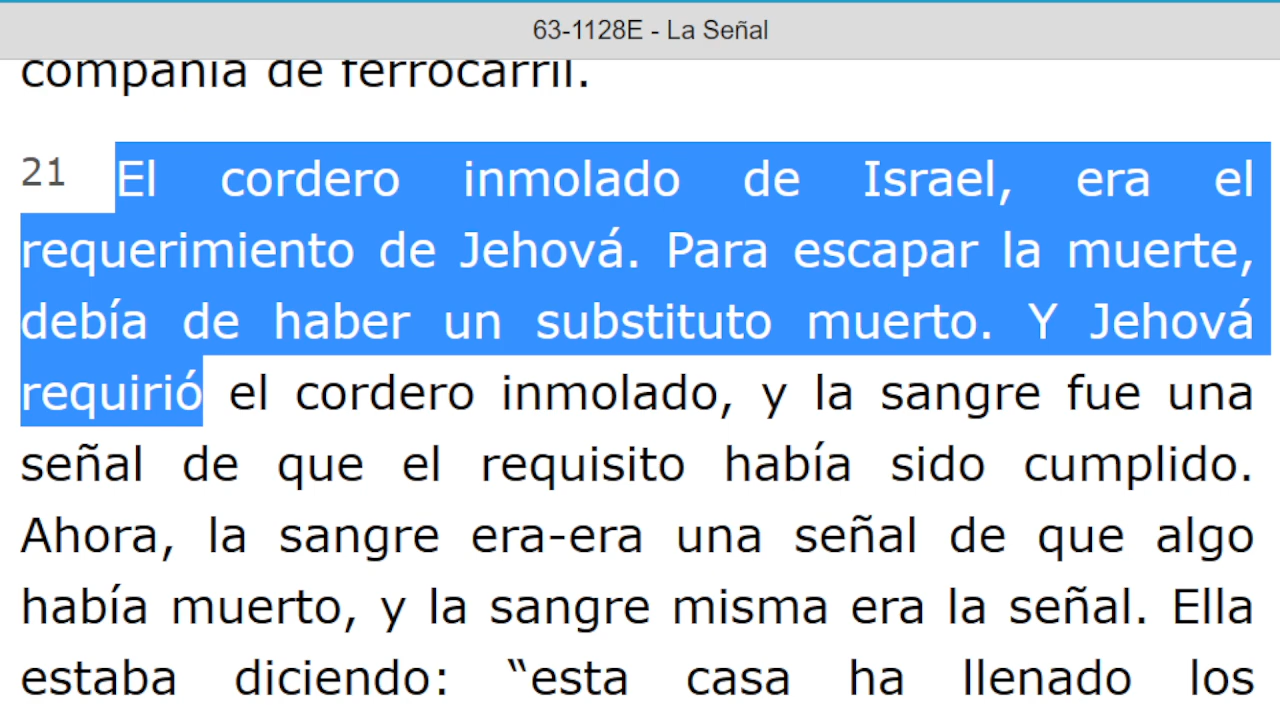 63-1128E - La Señal
compañía de ferrocarril.
21 El cordero inmolado de Israel, era el
requerimiento de Jehová. Para escapar la muerte,
debía de haber un substituto muerto. Y Jehová
requirió el cordero inmolado, y la sangre fue una
señal de que el requisito había sido cumplido.
Ahora, la sangre era-era una señal de que algo
había muerto, y la sangre misma era la señal. Ella
estaba diciendo: “esta casa ha llenado los